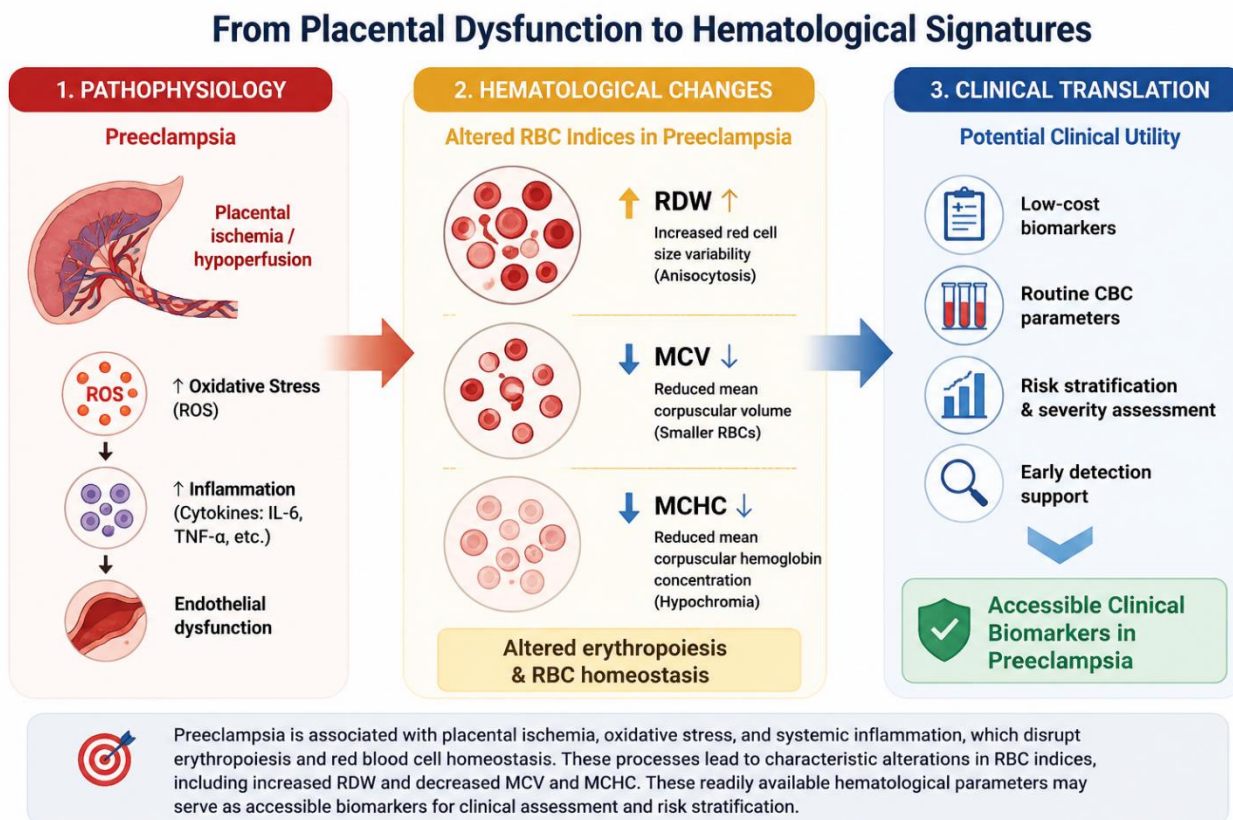 From Placental Dysfunction to Hematological Signatures
1. PATHOPHYSIOLOGY
Preeclampsia
Placental
ischemia /
hypoperfusion
ROS
↑ Oxidative Stress
(ROS)
↑ Inflammation
(Cytokines: IL-6,
TNF-α, etc.)
Endothelial
dysfunction
2. HEMATOLOGICAL CHANGES
Altered RBC Indices in Preeclampsia
RDW ↑
Increased red cell
size variability
(Anisocytosis)
MCV ↓
Reduced mean
corpuscular volume
(Smaller RBCs)
MCHC ↓
Reduced mean
corpuscular hemoglobin
concentration
(Hypochromia)
Altered erythropoiesis
& RBC homeostasis
3. CLINICAL TRANSLATION
Potential Clinical Utility
Low-cost
biomarkers
Routine CBC
parameters
Risk stratification
& severity assessment
Early detection
support
Accessible Clinical
Biomarkers in
Preeclampsia
Preeclampsia is associated with placental ischemia, oxidative stress, and systemic inflammation, which disrupt
erythropoiesis and red blood cell homeostasis. These processes lead to characteristic alterations in RBC indices,
including increased RDW and decreased MCV and MCHC. These readily available hematological parameters may
serve as accessible biomarkers for clinical assessment and risk stratification.